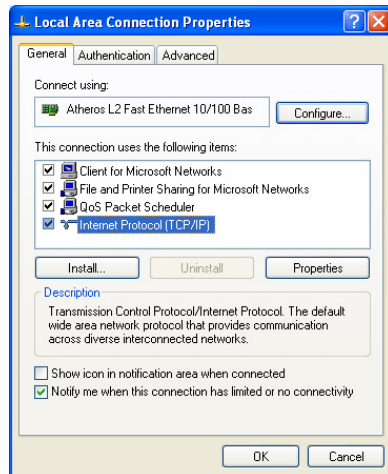 Local Area Connection Properties
General Authentication Advanced
Connect using:
Atheros L2 Fast Ethernet 10/100 Bas
Configure...
This connection uses the following items:
Client for Microsoft Networks
File and Printer Sharing for Microsoft Networks
QoS Packet Scheduler
Internet Protocol (TCP/IP)
Install... Uninstall Properties
Description
Transmission Control Protocol/Internet Protocol. The default
wide area network protocol that provides communication
across diverse interconnected networks.
Show icon in notification area when connected
Notify me when this connection has limited or no connectivity
OK Cancel